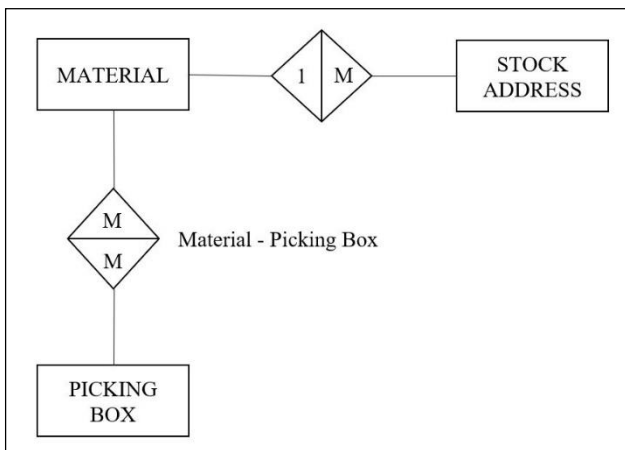 MATERIAL
1 M
STOCK
ADDRESS
M
M
Material - Picking Box
PICKING
BOX